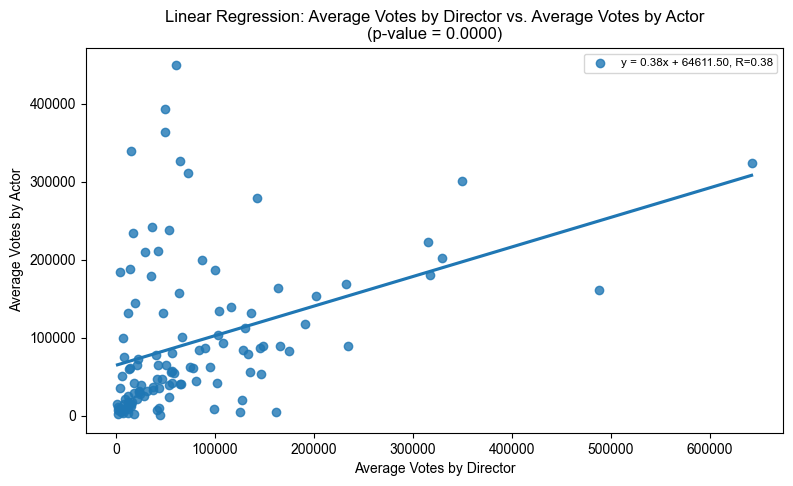 Linear Regression: Average Votes by Director vs. Average Votes by Actor
(p-value = 0.0000)
y = 0.38x + 64611.50, R=0.38
400000
300000
200000
100000
0
Average Votes by Actor
0 100000 200000 300000 400000 500000 600000
Average Votes by Director